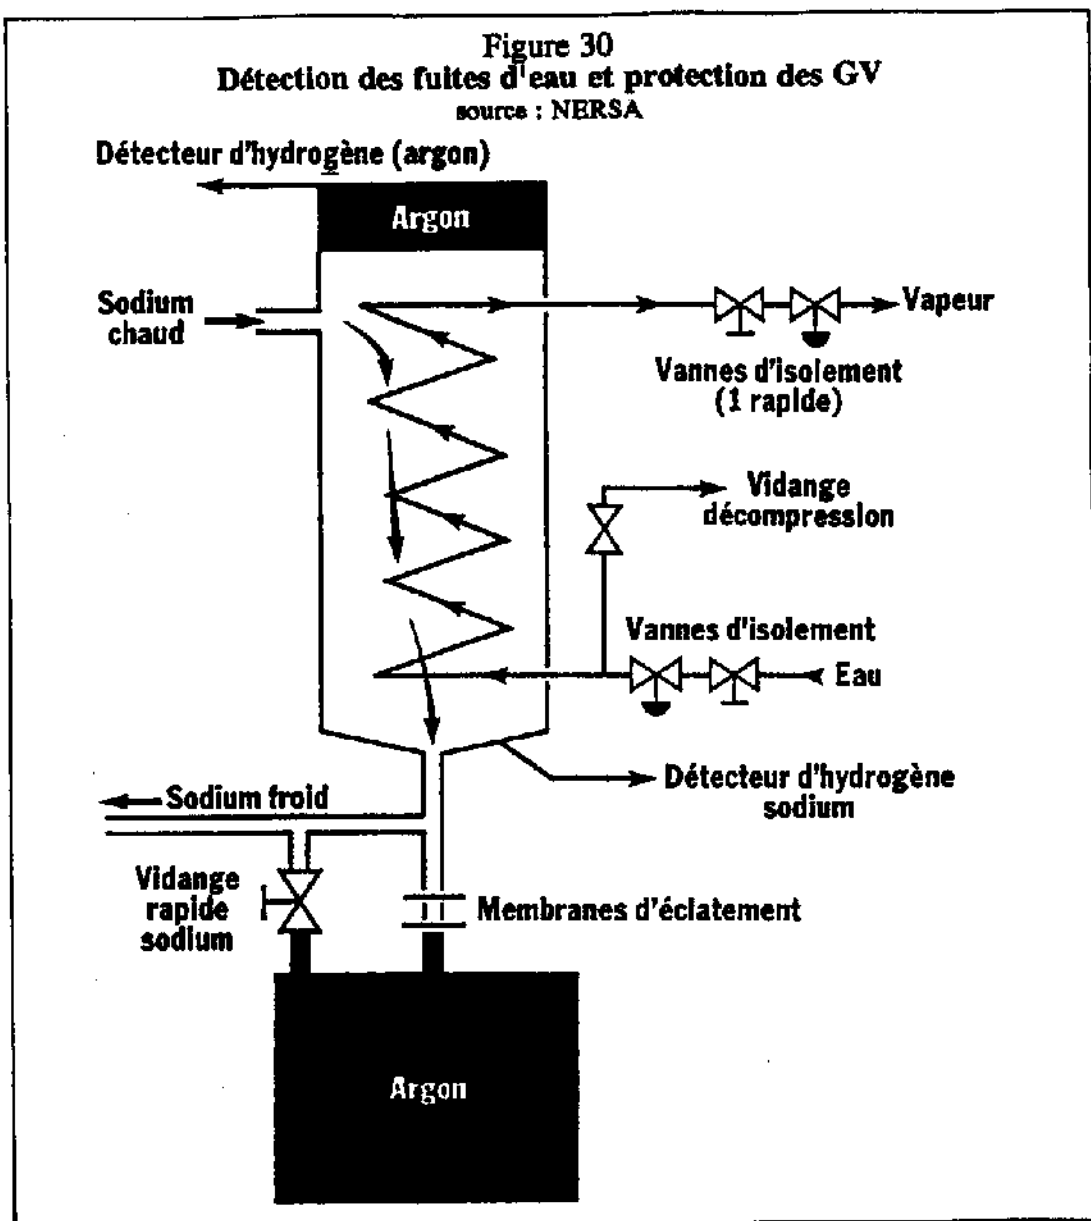 Figure 30
Détection des fuites d'eau et protection des GV
source : NERSA
Détecteur d'hydrogène (argon)
Argon
Sodium
chaud
Vapeur
Vannes d'isolement
(1 rapide)
Vidange
décompression
Vannes d'isolement
Eau
Détecteur d'hydrogène
sodium
Sodium froid
Vidange
rapide
sodium
Membranes d'éclatement
Argon